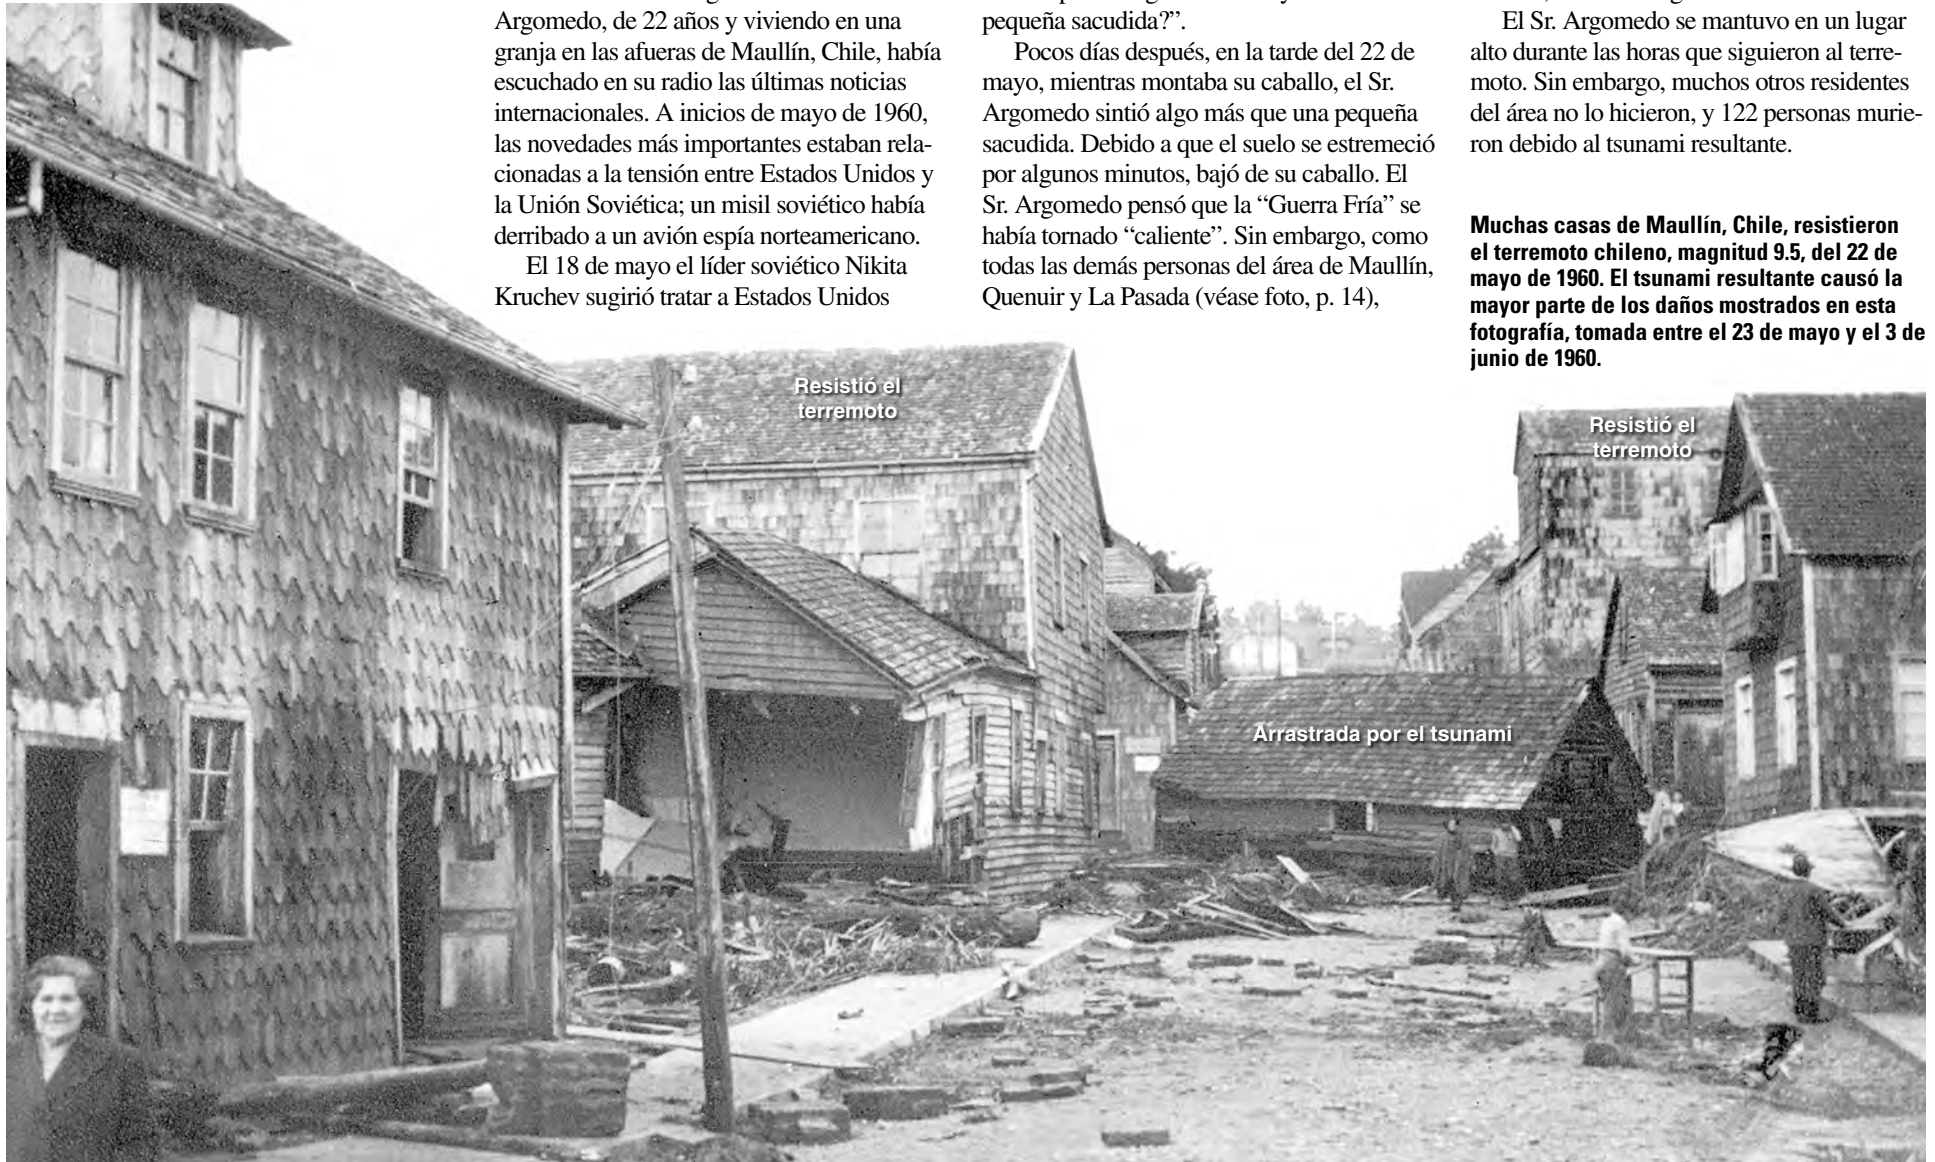 Argomedo, de 22 años y viviendo en una
granja en las afueras de Maullín, Chile, había
escuchado en su radio las últimas noticias
internacionales. A inicios de mayo de 1960,
las novedades más importantes estaban rela-
cionadas a la tensión entre Estados Unidos y
la Unión Soviética; un misil soviético había
derribado a un avión espía norteamericano.
El 18 de mayo el líder soviético Nikita
Kruchev sugirió tratar a Estados Unidos
pequeña sacudida?”.
Pocos días después, en la tarde del 22 de
mayo, mientras montaba su caballo, el Sr.
Argomedo sintió algo más que una pequeña
sacudida. Debido a que el suelo se estremeció
por algunos minutos, bajó de su caballo. El
Sr. Argomedo pensó que la “Guerra Fría” se
había tornado “caliente”. Sin embargo, como
todas las demás personas del área de Maullín,
Quenuir y La Pasada (véase foto, p. 14),
El Sr. Argomedo se mantuvo en un lugar
alto durante las horas que siguieron al terre-
moto. Sin embargo, muchos otros residentes
del área no lo hicieron, y 122 personas murie-
ron debido al tsunami resultante.
Muchas casas de Maullín, Chile, resistieron
el terremoto chileno, magnitud 9.5, del 22 de
mayo de 1960. El tsunami resultante causó la
mayor parte de los daños mostrados en esta
fotografía, tomada entre el 23 de mayo y el 3 de
junio de 1960.
Resistió el
terremoto
Resistió el
terremoto
Arrastrada por el tsunami